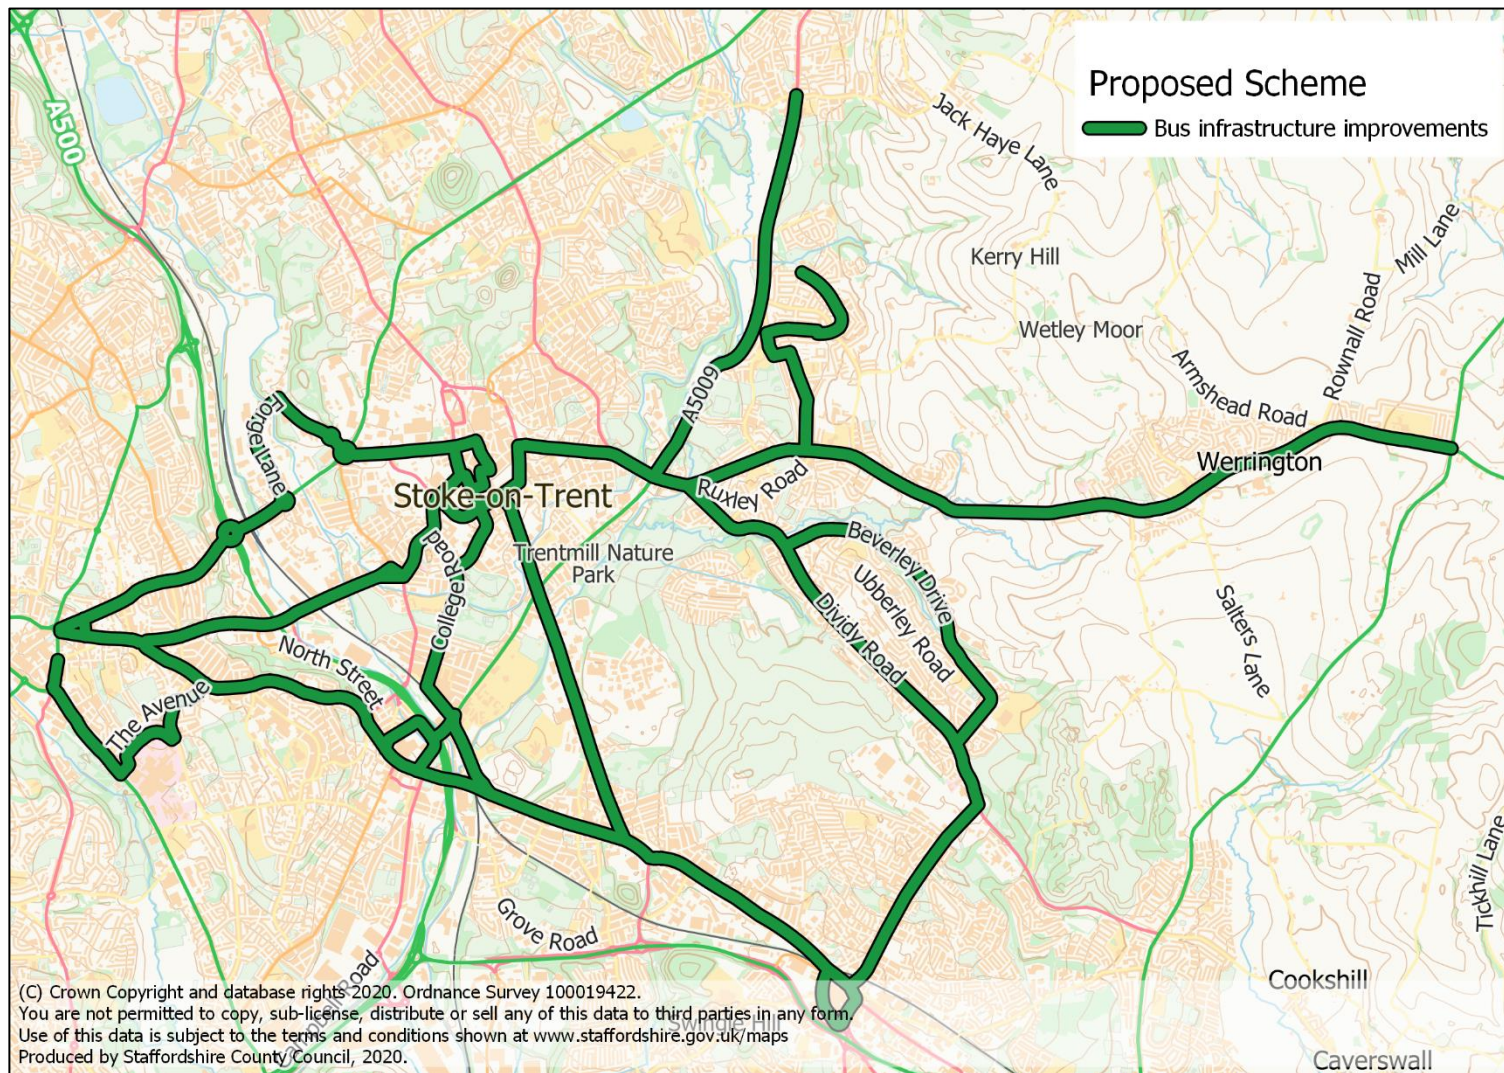 Proposed Scheme
Bus infrastructure improvements
A500
Jack Haye Lane
Kerry Hill
Mill Lane
Wetley Moor
Rownall Road
Armshead Road
A5009
Forge Lane
Werrington
Ruxley Road
Stoke-on-Trent
Trentmill Nature
Park
College Road
Beverley Drive
Ubberley Road
Dividy Road
Salters Lane
North Street
The Avenue
Grove Road
Tickhill Lane
Campbell Road
Cookshill
Swingle Hill
Caverswall
(C) Crown Copyright and database rights 2020. Ordnance Survey 100019422.
You are not permitted to copy, sub-license, distribute or sell any of this data to third parties in any form.
Use of this data is subject to the terms and conditions shown at www.staffordshire.gov.uk/maps
Produced by Staffordshire County Council, 2020.